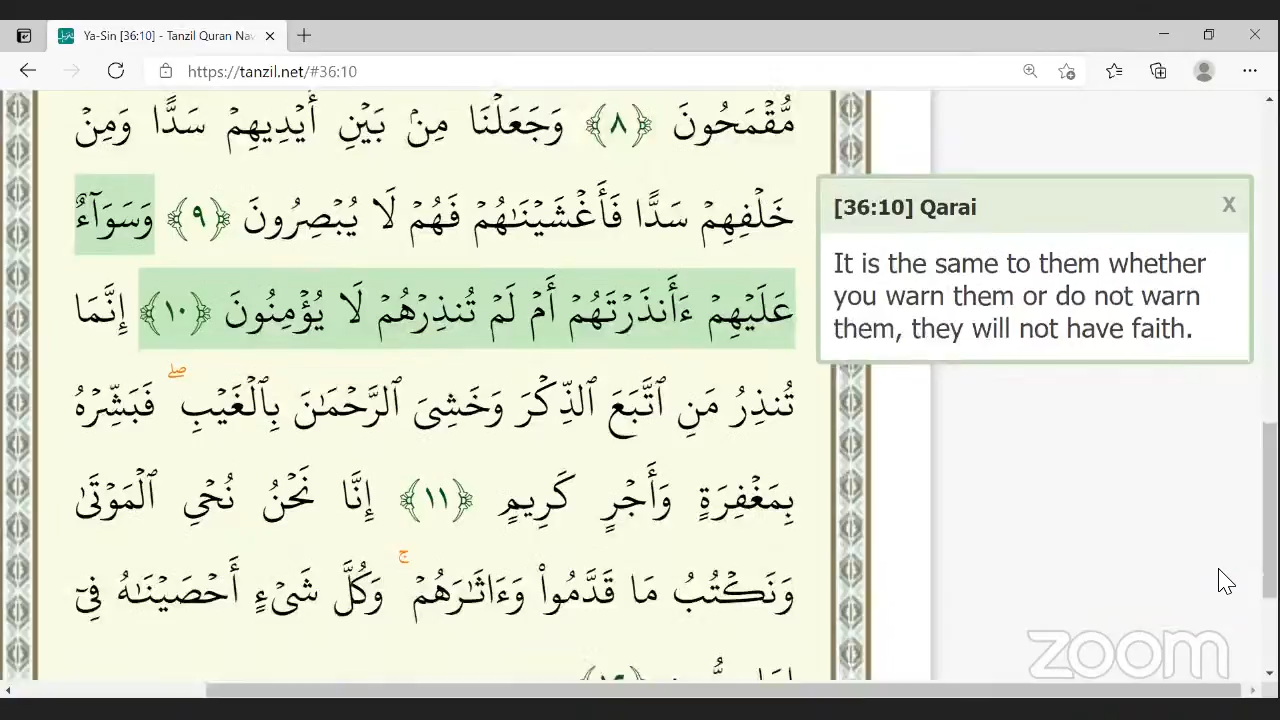 Ya-Sin [36:10] - Tanzil Quran Nav
https://tanzil.net/#36:10
مُّقْمَحُونَ ﴿٨﴾ وَجَعَلْنَا مِنۢ بَيْنِ أَيْدِيهِمْ سَدًّا وَمِنْ
خَلْفِهِمْ سَدًّا فَأَغْشَيْنَـٰهُمْ فَهُمْ لَا يُبْصِرُونَ ﴿٩﴾ وَسَوَآءٌ
عَلَيْهِمْ ءَأَنذَرْتَهُمْ أَمْ لَمْ تُنذِرْهُمْ لَا يُؤْمِنُونَ ﴿١٠﴾ إِنَّمَا
تُنذِرُ مَنِ ٱتَّبَعَ ٱلذِّكْرَ وَخَشِىَ ٱلرَّحْمَـٰنَ بِٱلْغَيْبِ ۖ فَبَشِّرْهُ
بِمَغْفِرَةٍ وَأَجْرٍ كَرِيمٍ ﴿١١﴾ إِنَّا نَحْنُ نُحْىِ ٱلْمَوْتَىٰ
وَنَكْتُبُ مَا قَدَّمُوا۟ وَءَاثَـٰرَهُمْ ۚ وَكُلَّ شَىْءٍ أَحْصَيْنَـٰهُ فِىٓ
[36:10] Qarai X
It is the same to them whether
you warn them or do not warn
them, they will not have faith.
zoom